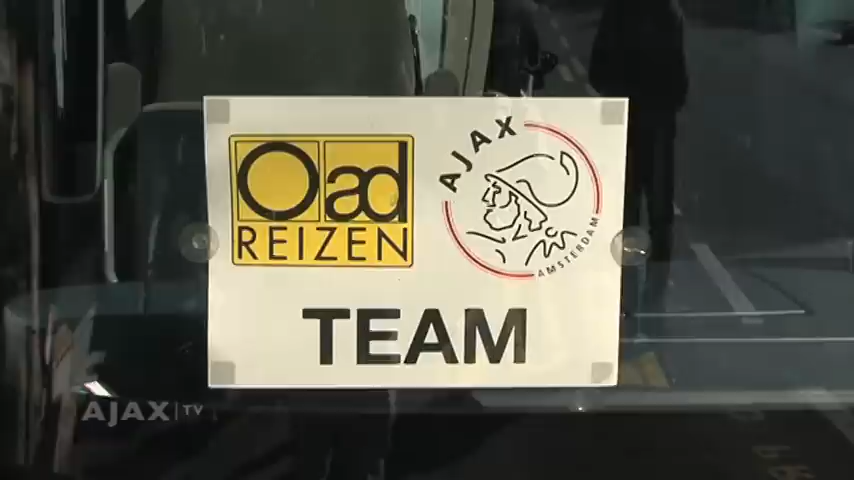 Oad
REIZEN
AJAX
AMSTERDAM
TEAM
AJAX TV